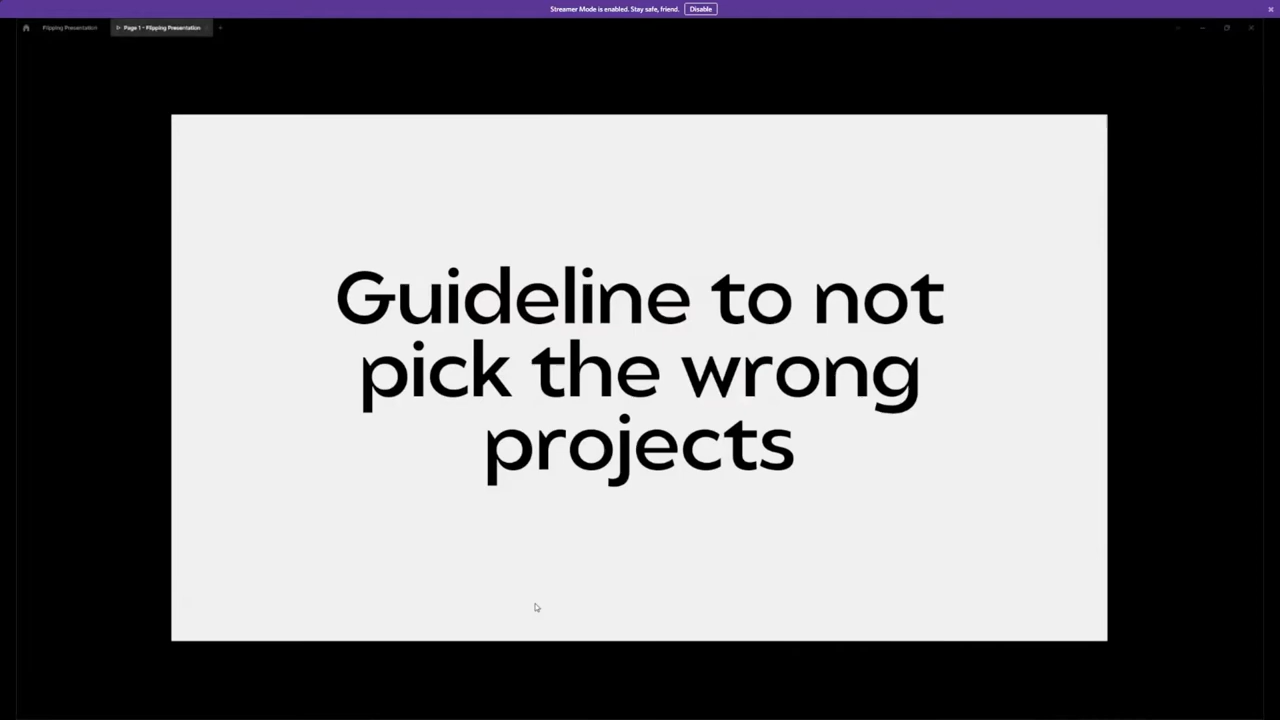 Streamer Mode is enabled. Stay safe, friend. Disable
Flipping Presentation
Page 1 - Flipping Presentation
Guideline to not
pick the wrong
projects